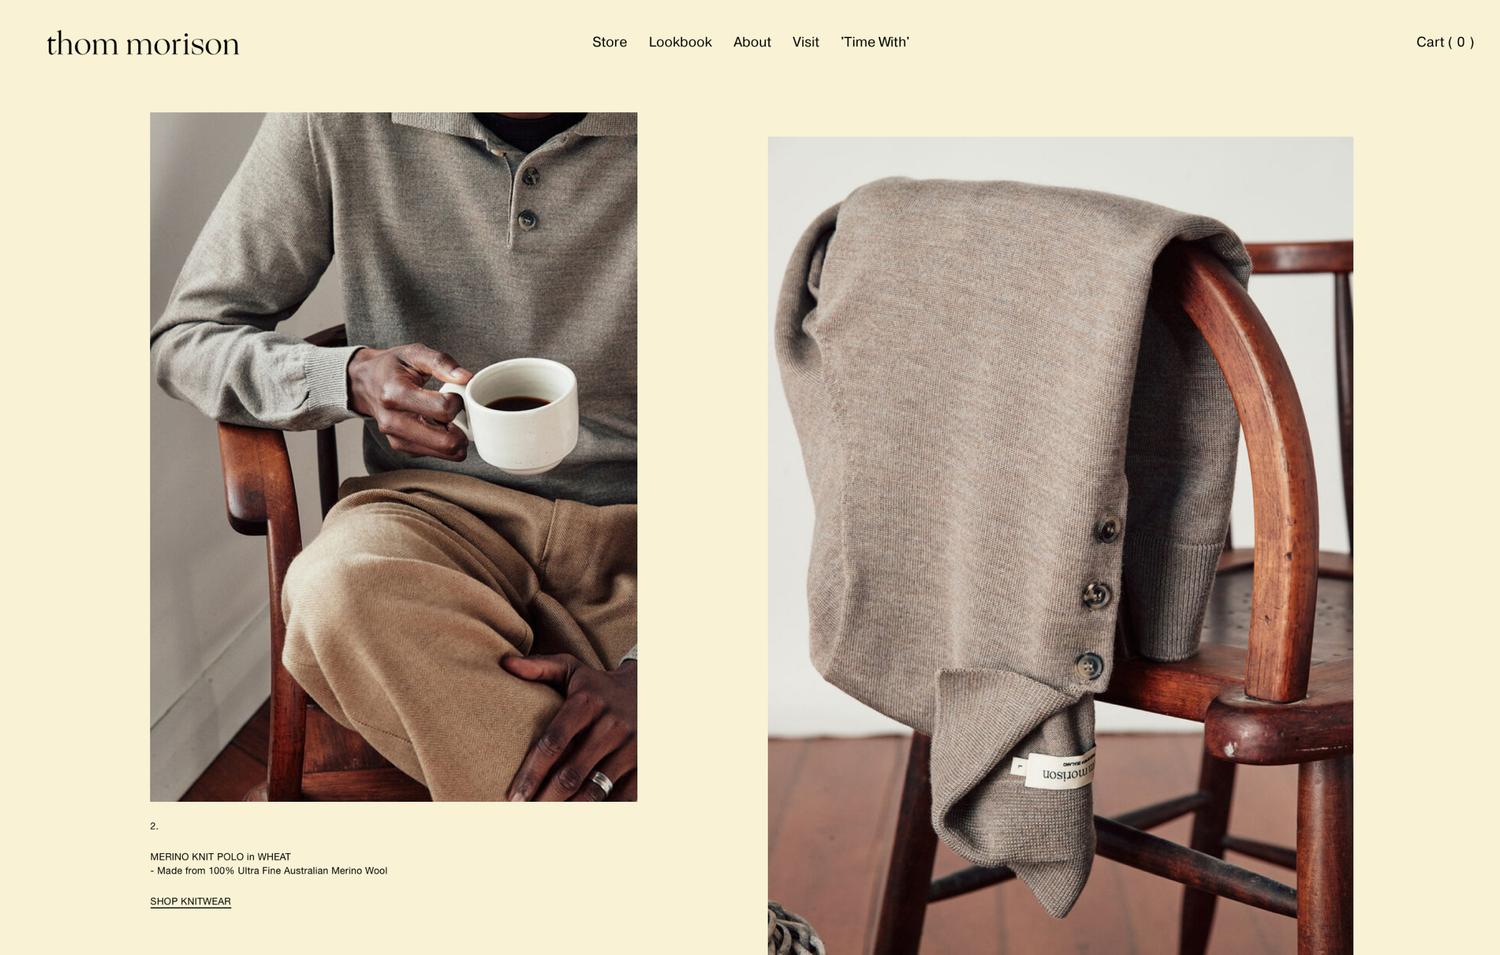 thom morison
Store Lookbook About Visit 'Time With'
Cart ( 0 )
2.
MERINO KNIT POLO in WHEAT
- Made from 100% Ultra Fine Australian Merino Wool
SHOP KNITWEAR
morison
L